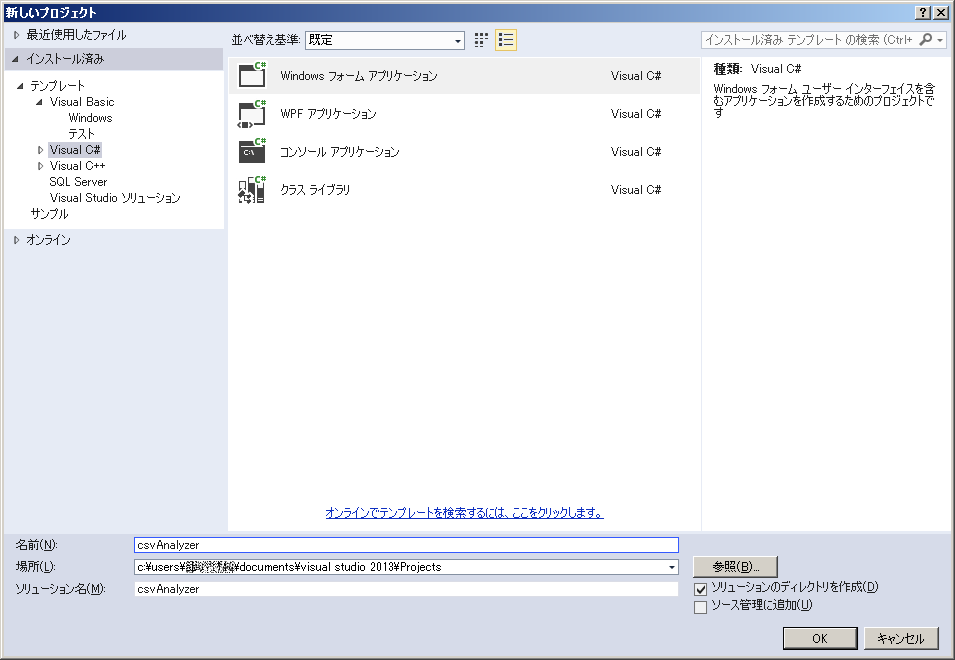 新しいプロジェクト
最近使用したファイル
並べ替え基準: 既定
インストール済み テンプレート の検索 (Ctrl+
インストール済み
テンプレート
Visual Basic
Windows
テスト
Visual C#
Visual C++
SQL Server
Visual Studio ソリューション
サンプル
オンライン
C# Windows フォーム アプリケーション Visual C#
C# WPF アプリケーション Visual C#
C# C:\ コンソール アプリケーション Visual C#
C# クラス ライブラリ Visual C#
種類: Visual C#
Windows フォーム ユーザー インターフェイスを含
むアプリケーションを作成するためのプロジェクトで
す
オンラインでテンプレートを検索するには、ここをクリックします。
名前(N): csvAnalyzer
場所(L): c:¥users¥ ¥documents¥visual studio 2013¥Projects 参照(B)...
ソリューション名(M): csvAnalyzer
ソリューションのディレクトリを作成(D)
ソース管理に追加(U)
OK キャンセル